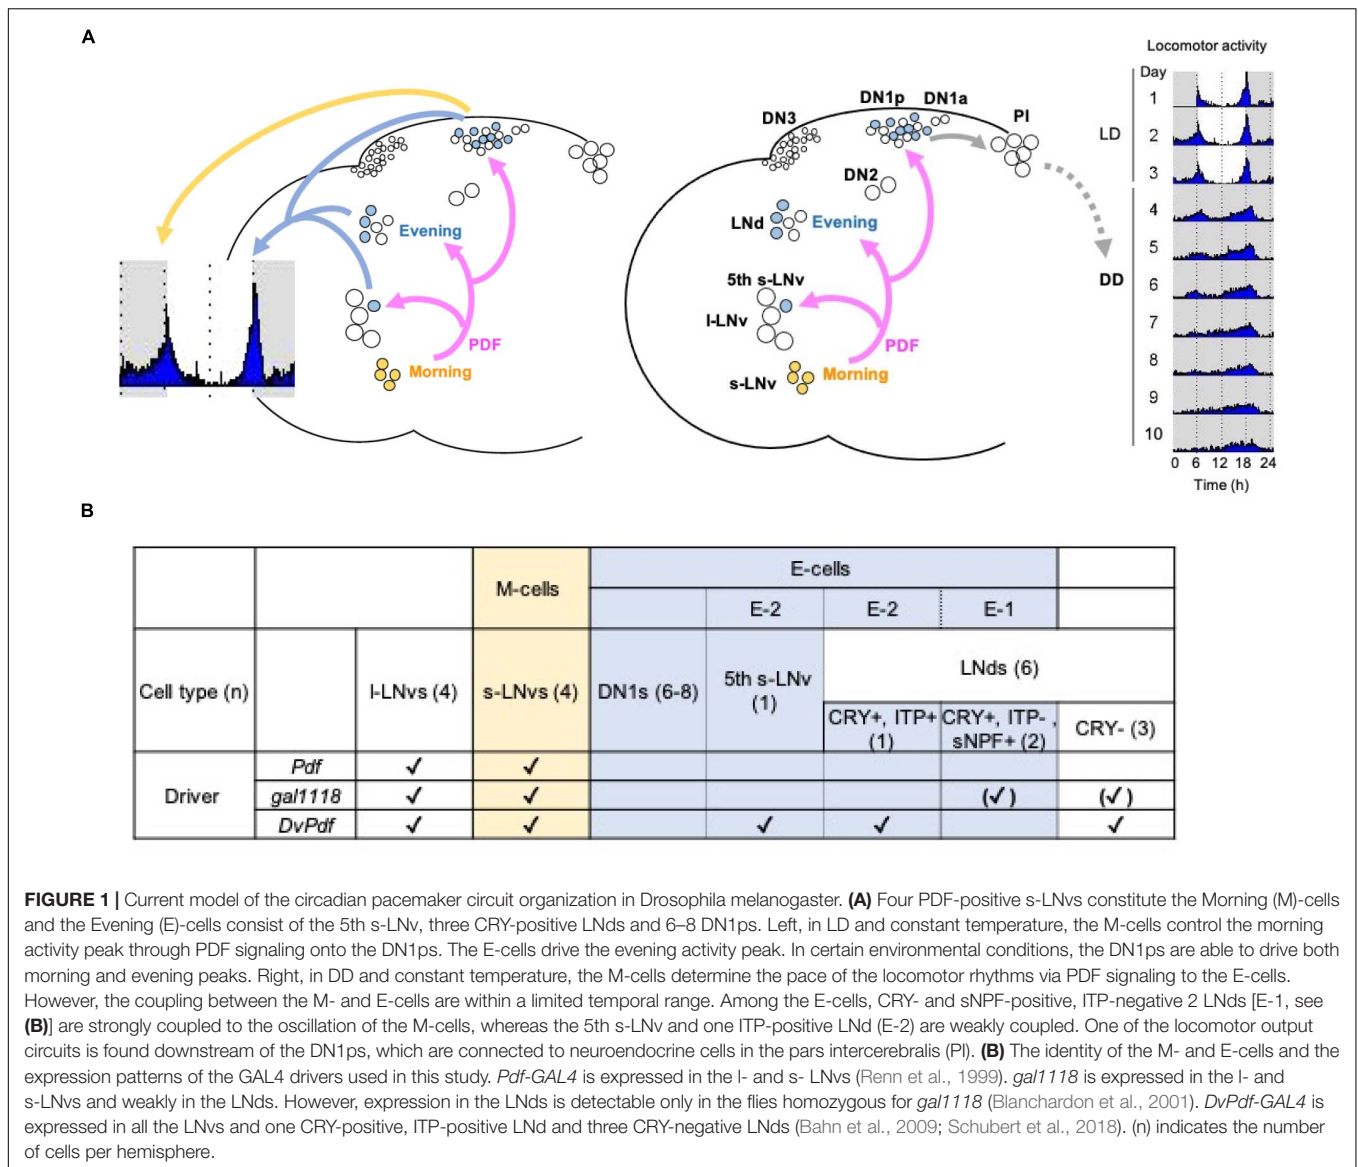 A
Evening
PDF
Morning
DN3
DN1p
DN1a
PI
DN2
LNd
Evening
5th s-LNv
l-LNv
PDF
s-LNv
Morning
Locomotor activity
Day
1
LD
2
3
4
5
DD
6
7
8
9
10
0 6 12 18 24
Time (h)
B
M-cells
E-cells
E-2
E-2
E-1
Cell type (n)
l-LNvs (4)
s-LNvs (4)
DN1s (6-8)
5th s-LNv
(1)
LNds (6)
CRY+, ITP+
(1)
CRY+, ITP- ,
sNPF+ (2)
CRY- (3)
Driver
Pdf ✓ ✓
gal1118 ✓ ✓ (✓) (✓)
DvPdf ✓ ✓ ✓ ✓ ✓
FIGURE 1 | Current model of the circadian pacemaker circuit organization in Drosophila melanogaster. (A) Four PDF-positive s-LNvs constitute the Morning (M)-cells
and the Evening (E)-cells consist of the 5th s-LNv, three CRY-positive LNds and 6–8 DN1ps. Left, in LD and constant temperature, the M-cells control the morning
activity peak through PDF signaling onto the DN1ps. The E-cells drive the evening activity peak. In certain environmental conditions, the DN1ps are able to drive both
morning and evening peaks. Right, in DD and constant temperature, the M-cells determine the pace of the locomotor rhythms via PDF signaling to the E-cells.
However, the coupling between the M- and E-cells are within a limited temporal range. Among the E-cells, CRY- and sNPF-positive, ITP-negative 2 LNds [E-1, see
(B)] are strongly coupled to the oscillation of the M-cells, whereas the 5th s-LNv and one ITP-positive LNd (E-2) are weakly coupled. One of the locomotor output
circuits is found downstream of the DN1ps, which are connected to neuroendocrine cells in the pars intercerebralis (PI). (B) The identity of the M- and E-cells and the
expression patterns of the GAL4 drivers used in this study. Pdf-GAL4 is expressed in the l- and s- LNvs (Renn et al., 1999). gal1118 is expressed in the l- and
s-LNvs and weakly in the LNds. However, expression in the LNds is detectable only in the flies homozygous for gal1118 (Blanchardon et al., 2001). DvPdf-GAL4 is
expressed in all the LNvs and one CRY-positive, ITP-positive LNd and three CRY-negative LNds (Bahn et al., 2009; Schubert et al., 2018). (n) indicates the number
of cells per hemisphere.